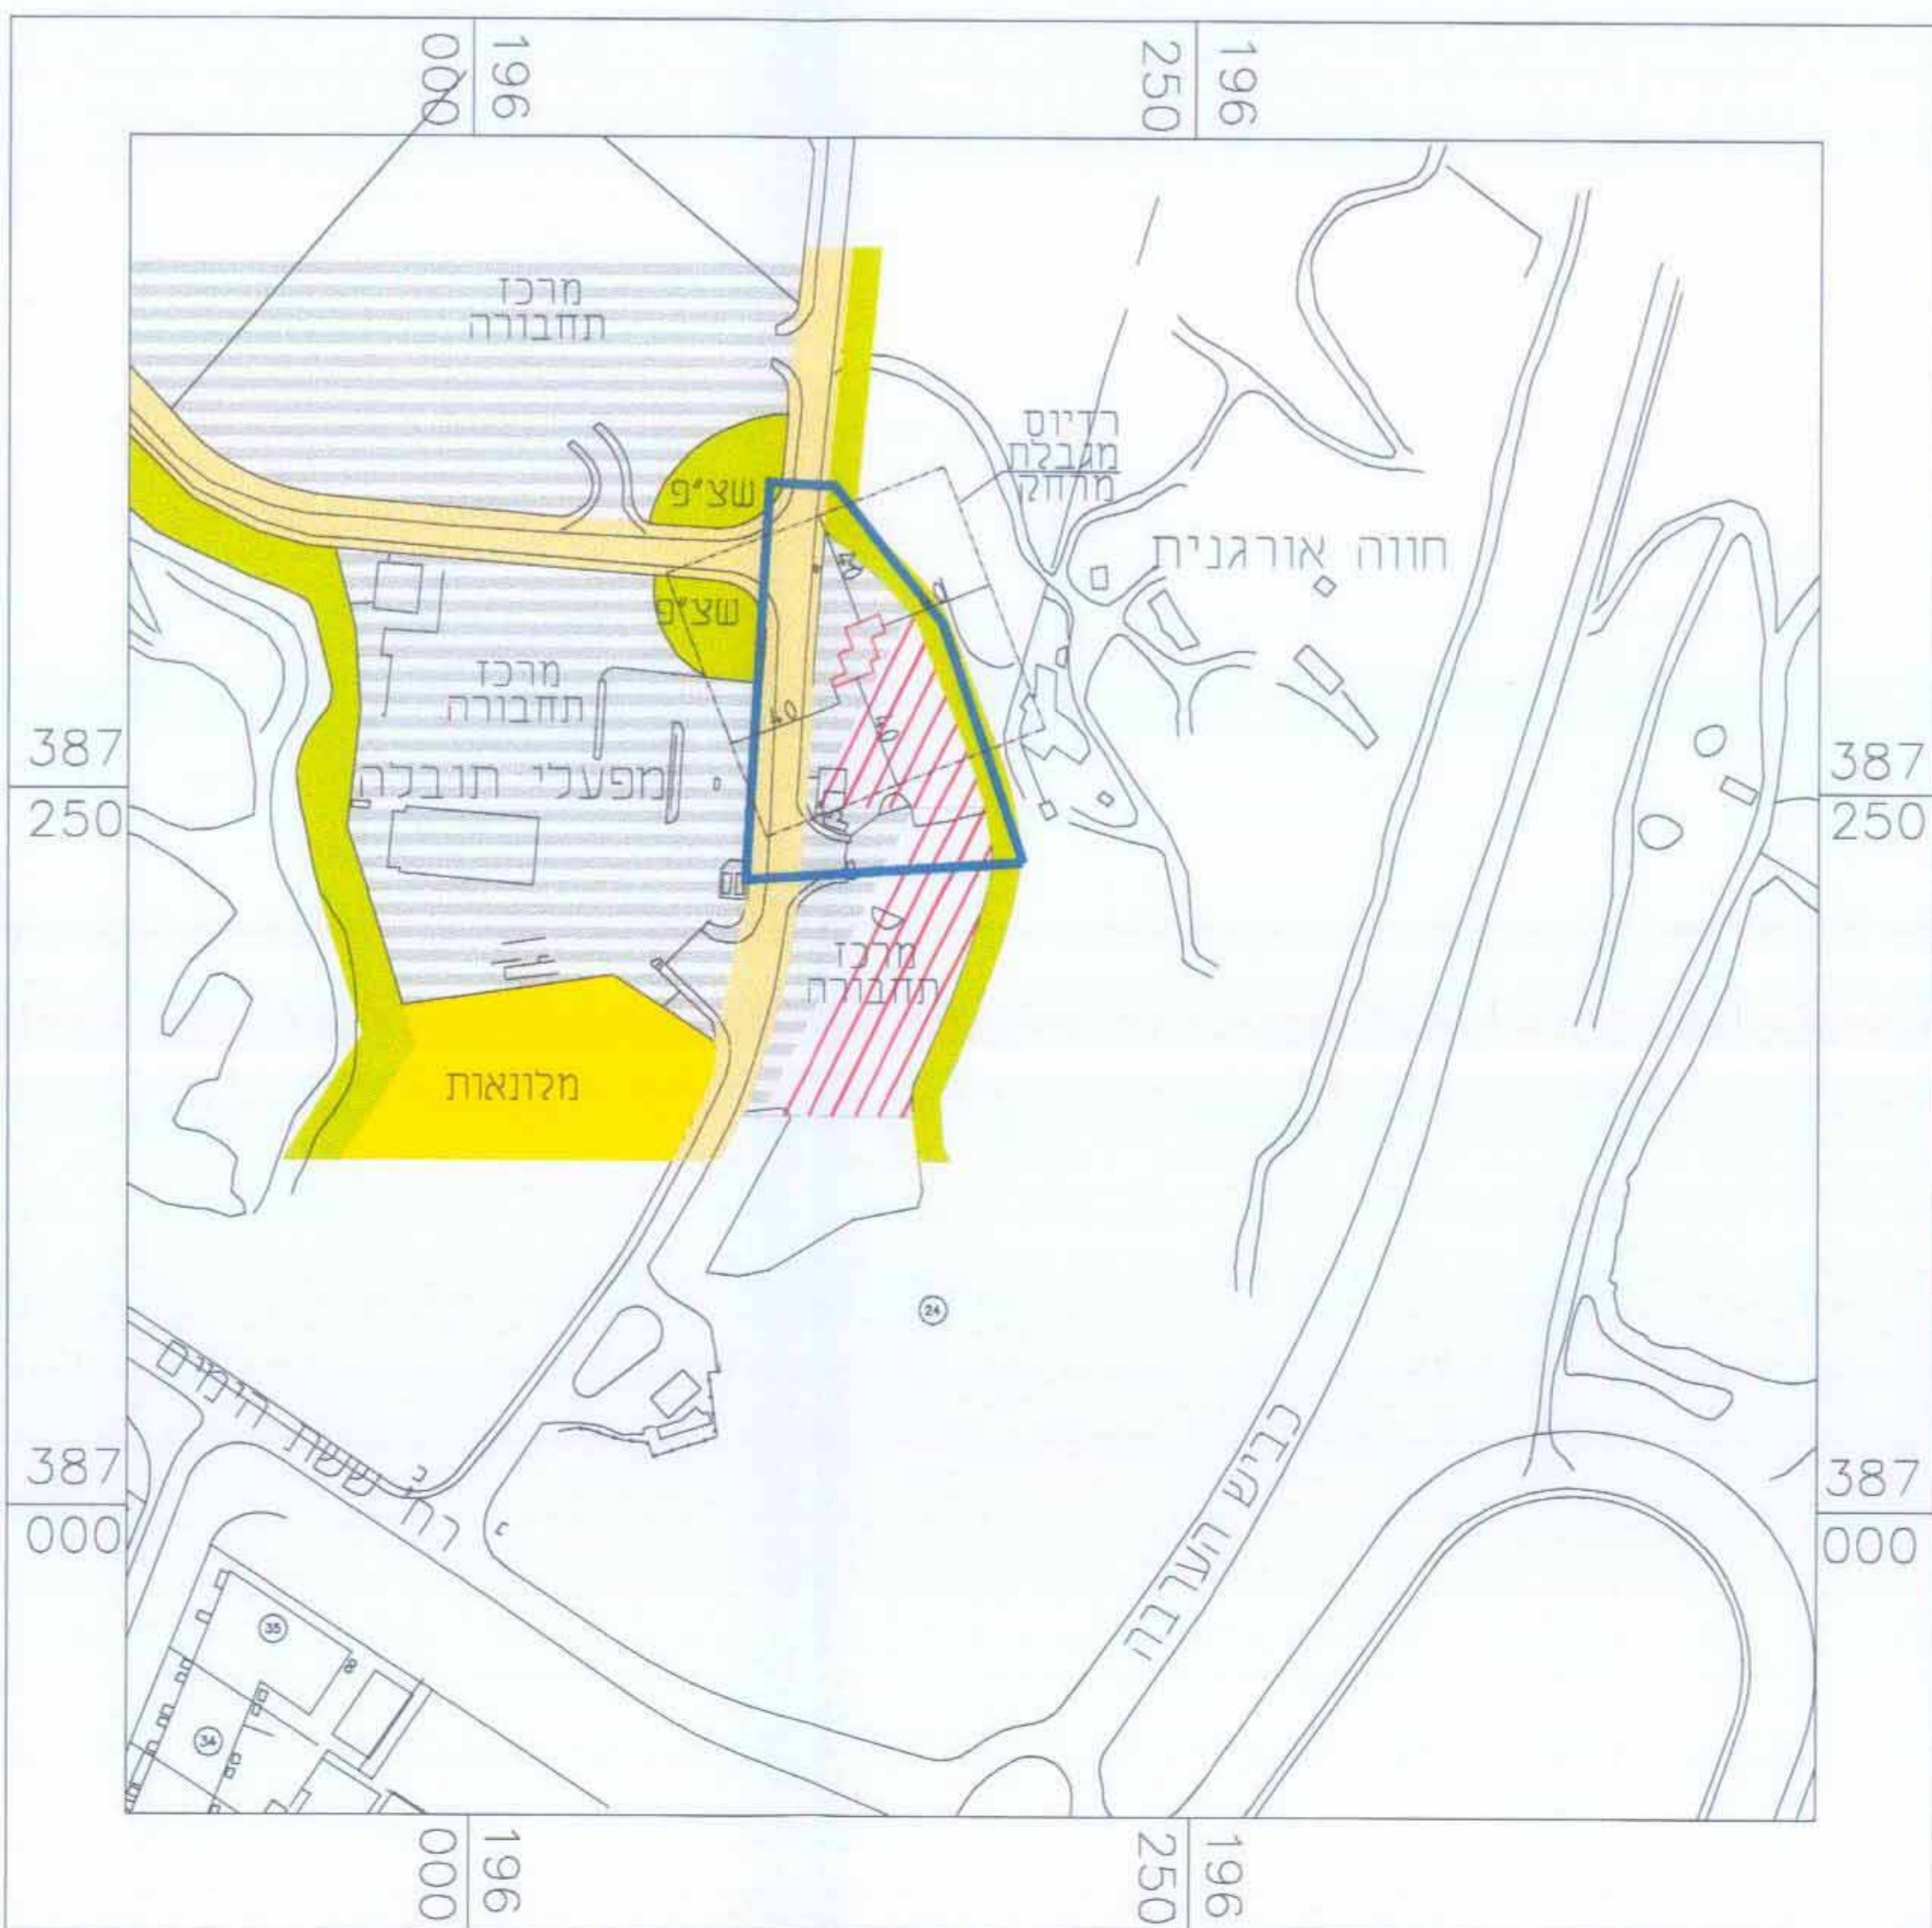 196
000
196
250
מרכז
תחבורה
רדיוס
מגבלת
מרחק
שצ"פ
חווה אורגנית
40
שצ"פ
מרכז
תחבורה
40
40
387
250
מפעלי תובלה
387
250
מרכז
תחבורה
מלונאות
24
רח' ששת הימים
כביש הערבה
387
000
387
000
35
34
196
000
196
250